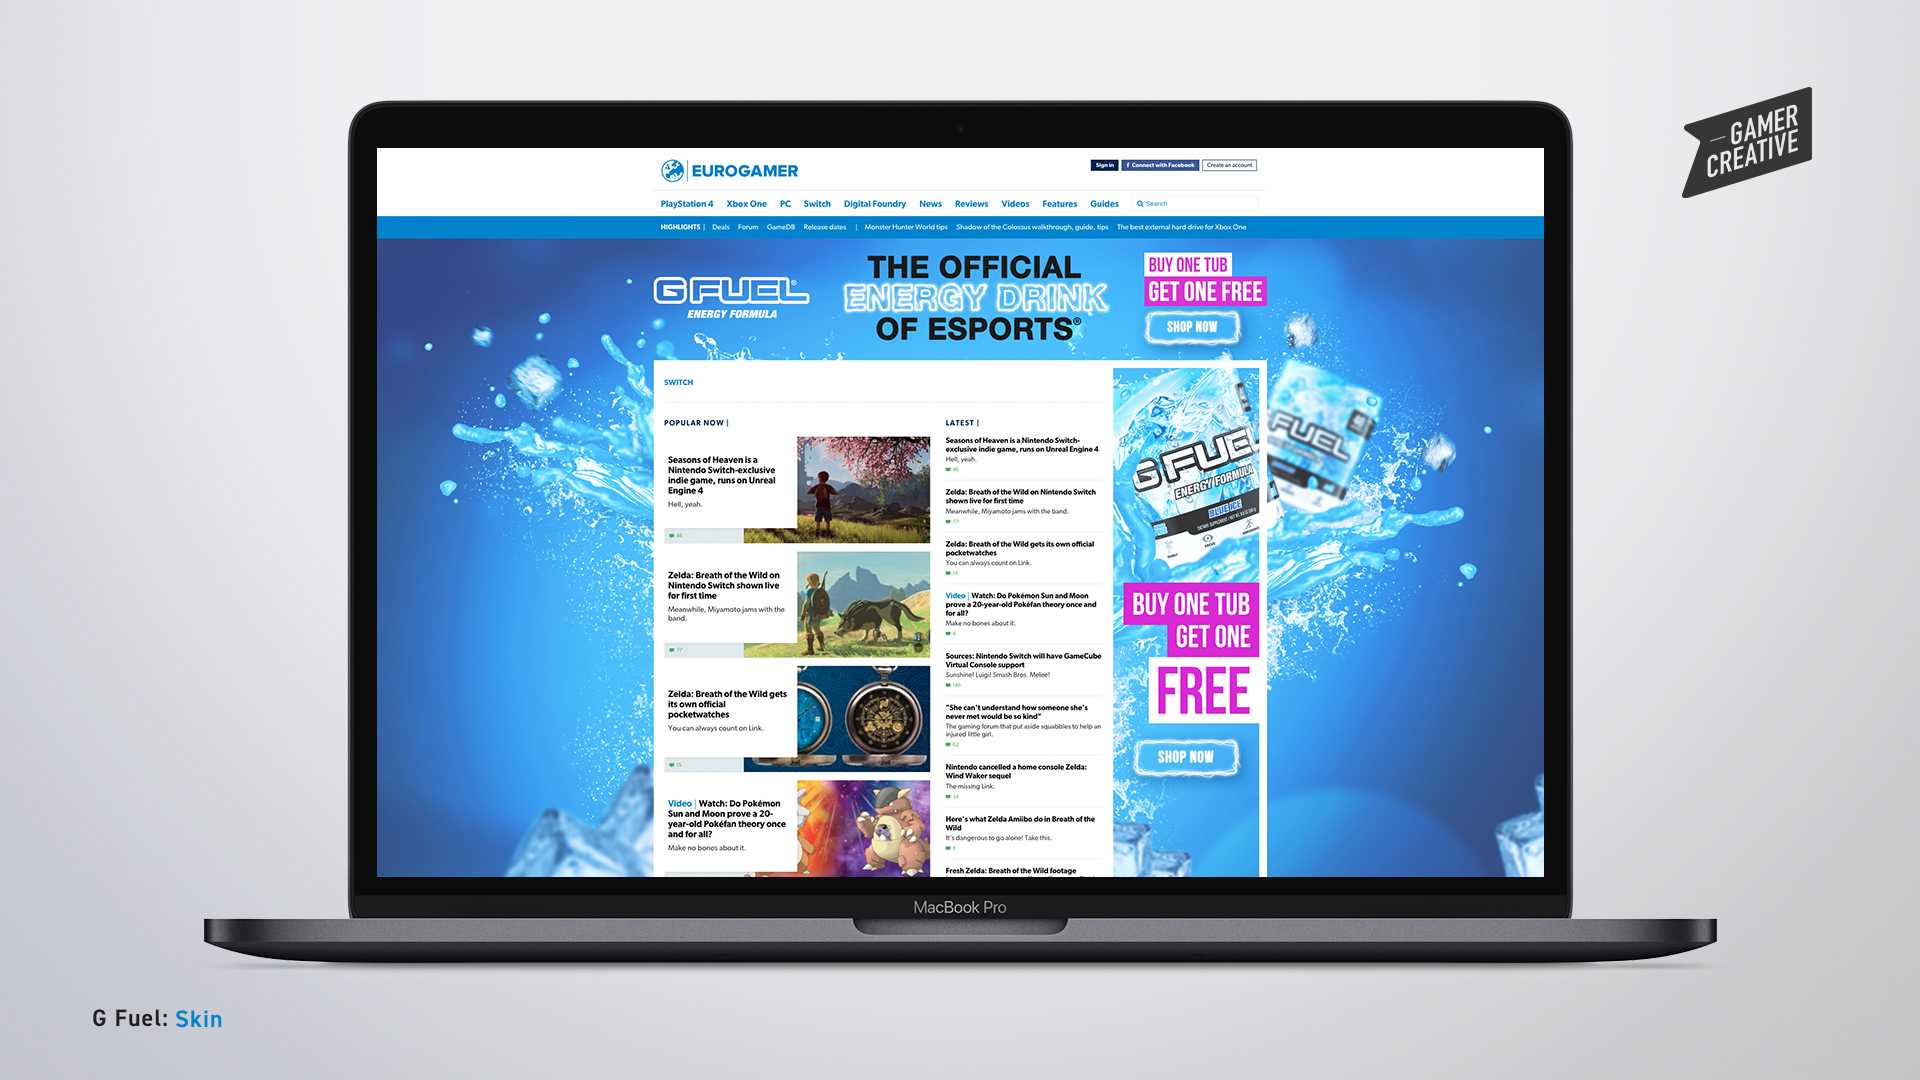 GAMER
CREATIVE
EUROGAMER
Sign in
f Connect with Facebook
Create an account
PlayStation 4 Xbox One PC Switch Digital Foundry News Reviews Videos Features Guides Search
HIGHLIGHTS | Deals Forum GameDB Release dates | Monster Hunter World tips Shadow of the Colossus walkthrough, guide, tips The best external hard drive for Xbox One
G FUEL®
ENERGY FORMULA
THE OFFICIAL
ENERGY DRINK
OF ESPORTS®
BUY ONE TUB
GET ONE FREE
SHOP NOW
SWITCH
POPULAR NOW |
Seasons of Heaven is a
Nintendo Switch-exclusive
indie game, runs on Unreal
Engine 4
Hell, yeah.
46
Zelda: Breath of the Wild on
Nintendo Switch shown live
for first time
Meanwhile, Miyamoto jams with the
band.
77
Zelda: Breath of the Wild gets
its own official
pocketwatches
You can always count on Link.
15
Video | Watch: Do Pokémon
Sun and Moon prove a 20-
year-old Pokéfan theory once
and for all?
Make no bones about it.
LATEST |
Seasons of Heaven is a Nintendo Switch-
exclusive indie game, runs on Unreal Engine 4
Hell, yeah.
46
Zelda: Breath of the Wild on Nintendo Switch
shown live for first time
Meanwhile, Miyamoto jams with the band.
77
Zelda: Breath of the Wild gets its own official
pocketwatches
You can always count on Link.
Video | Watch: Do Pokémon Sun and Moon
prove a 20-year-old Pokéfan theory once and
for all?
Make no bones about it.
Sources: Nintendo Switch will have GameCube
Virtual Console support
Sunshine! Luigi! Smash Bros. Melee!
"She can't understand how someone she's
never met would be so kind"
The gaming forum that put aside squabbles to help an
injured little girl.
62
Nintendo cancelled a home console Zelda:
Wind Waker sequel
The missing Link.
Here's what Zelda Amiibo do in Breath of the
Wild
It's dangerous to go alone! Take this.
Fresh Zelda: Breath of the Wild footage
G FUEL
ENERGY FORMULA
BLUE ICE
G FUEL
BUY ONE TUB
GET ONE
FREE
SHOP NOW
MacBook Pro
G Fuel: Skin